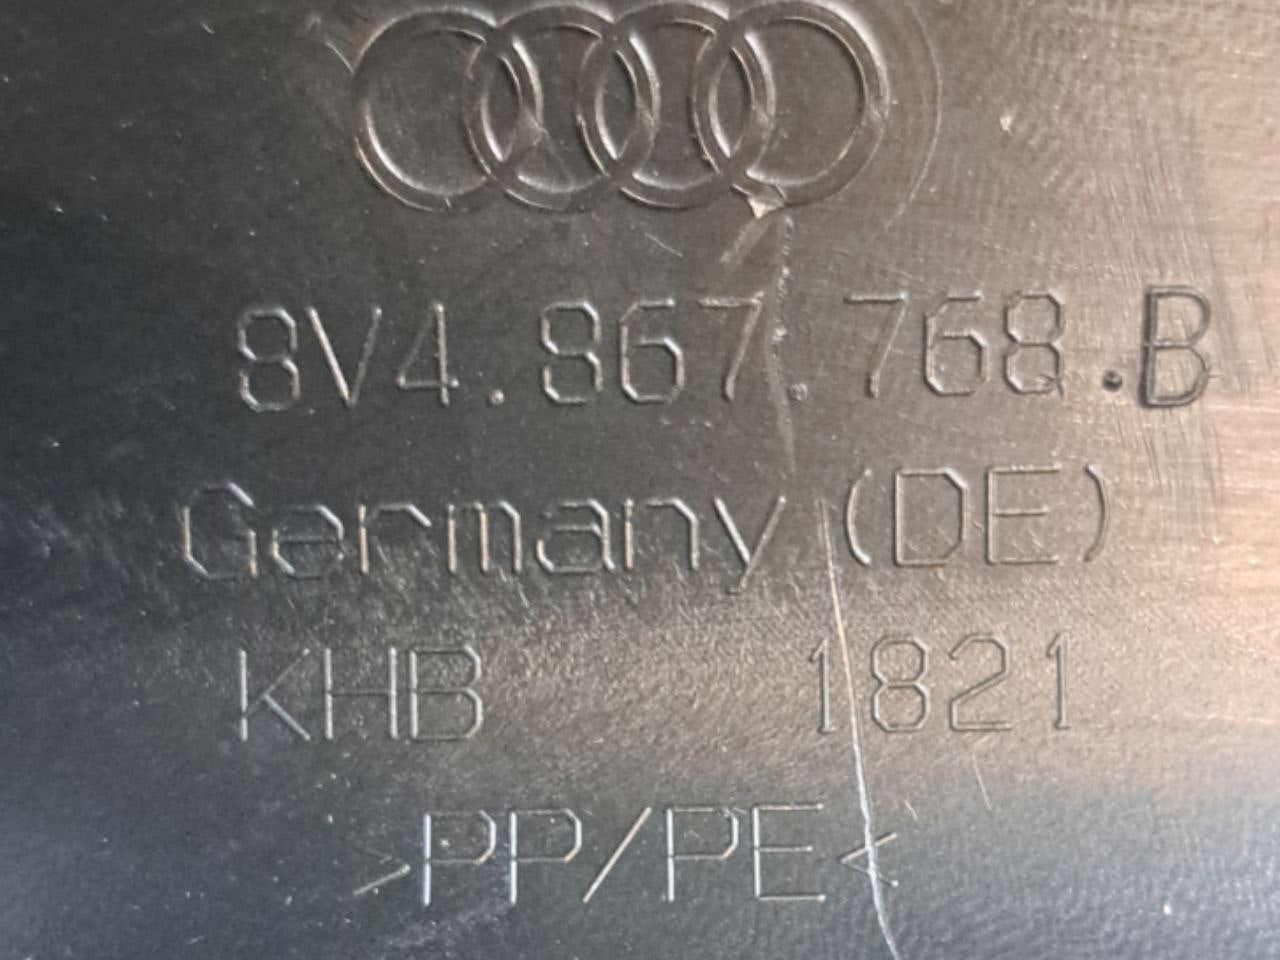 8V4.867.768.B
Germany (DE)
KHB 1821
>PP/PE<